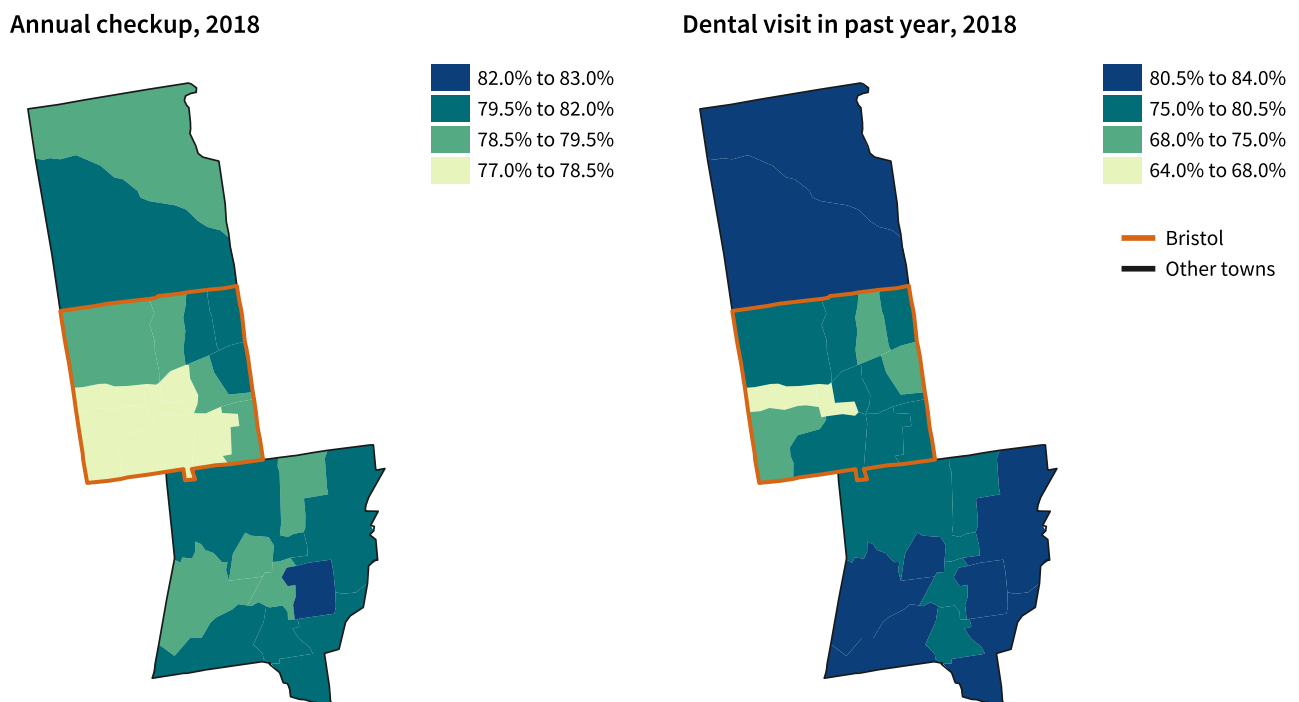 Annual checkup, 2018
82.0% to 83.0%
79.5% to 82.0%
78.5% to 79.5%
77.0% to 78.5%
Dental visit in past year, 2018
80.5% to 84.0%
75.0% to 80.5%
68.0% to 75.0%
64.0% to 68.0%
Bristol
Other towns